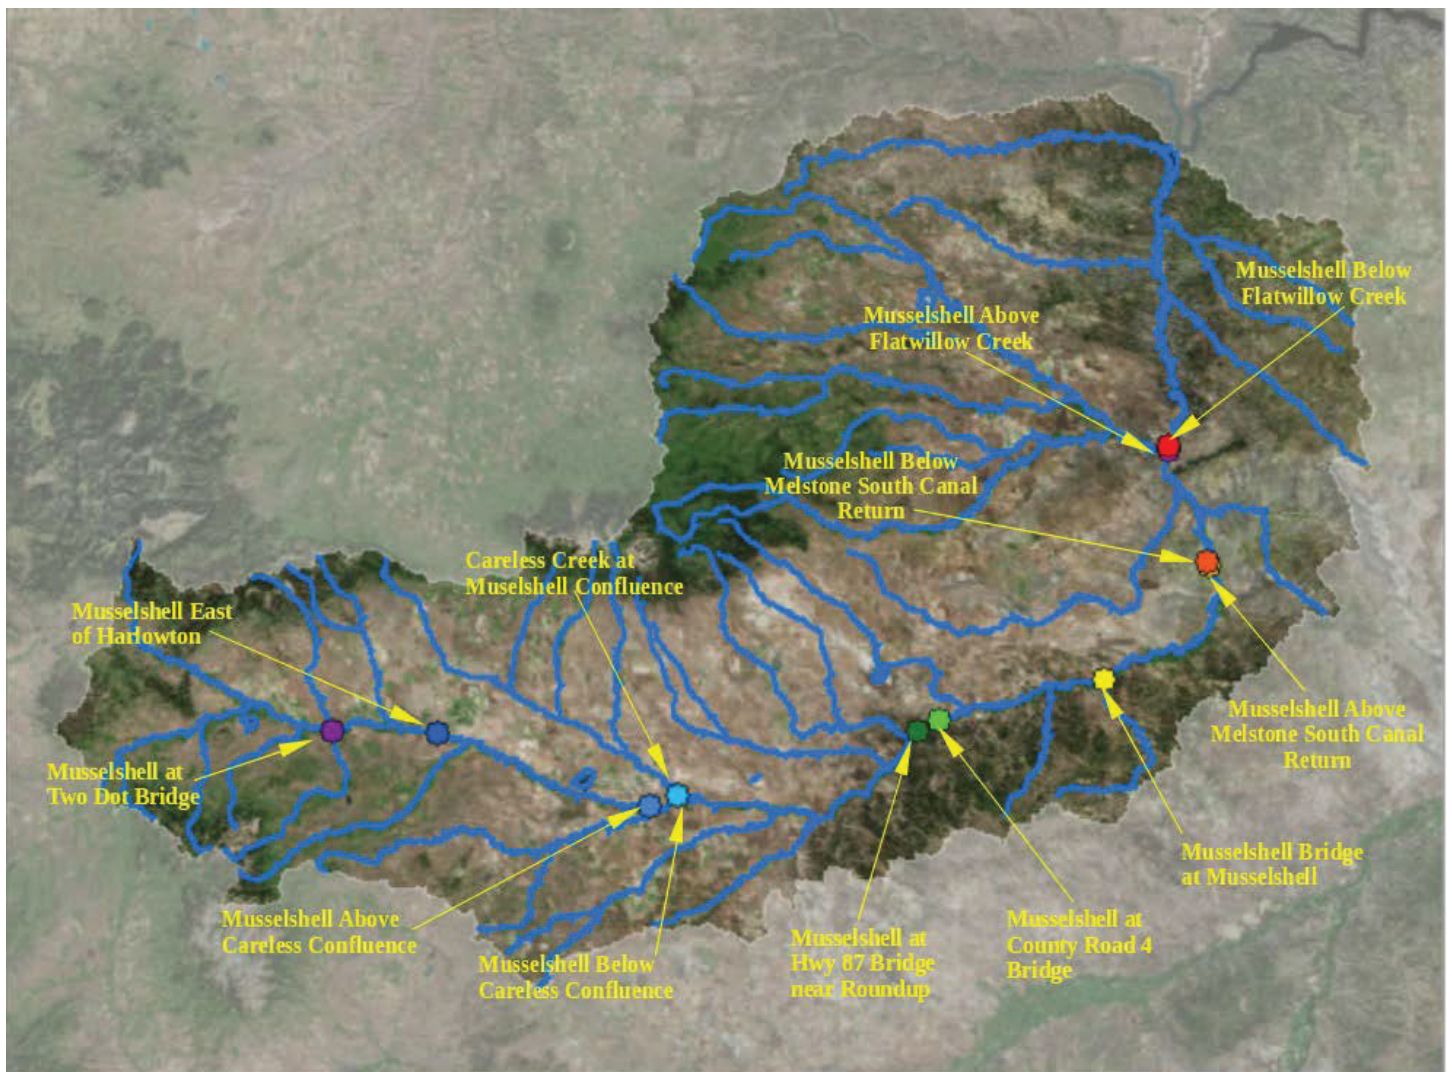 Musselshell Below
Flatwillow Creek
Musselshell Above
Flatwillow Creek
Musselshell Below
Melstone South Canal
Return
Careless Creek at
Muselshell Confluence
Musselshell East
of Harlowton
Musselshell at
Two Dot Bridge
Musselshell Above
Melstone South Canal
Return
Musselshell Bridge
at Musselshell
Musselshell Above
Careless Confluence
Musselshell Below
Careless Confluence
Musselshell at
Hwy 87 Bridge
near Roundup
Musselshell at
County Road 4
Bridge